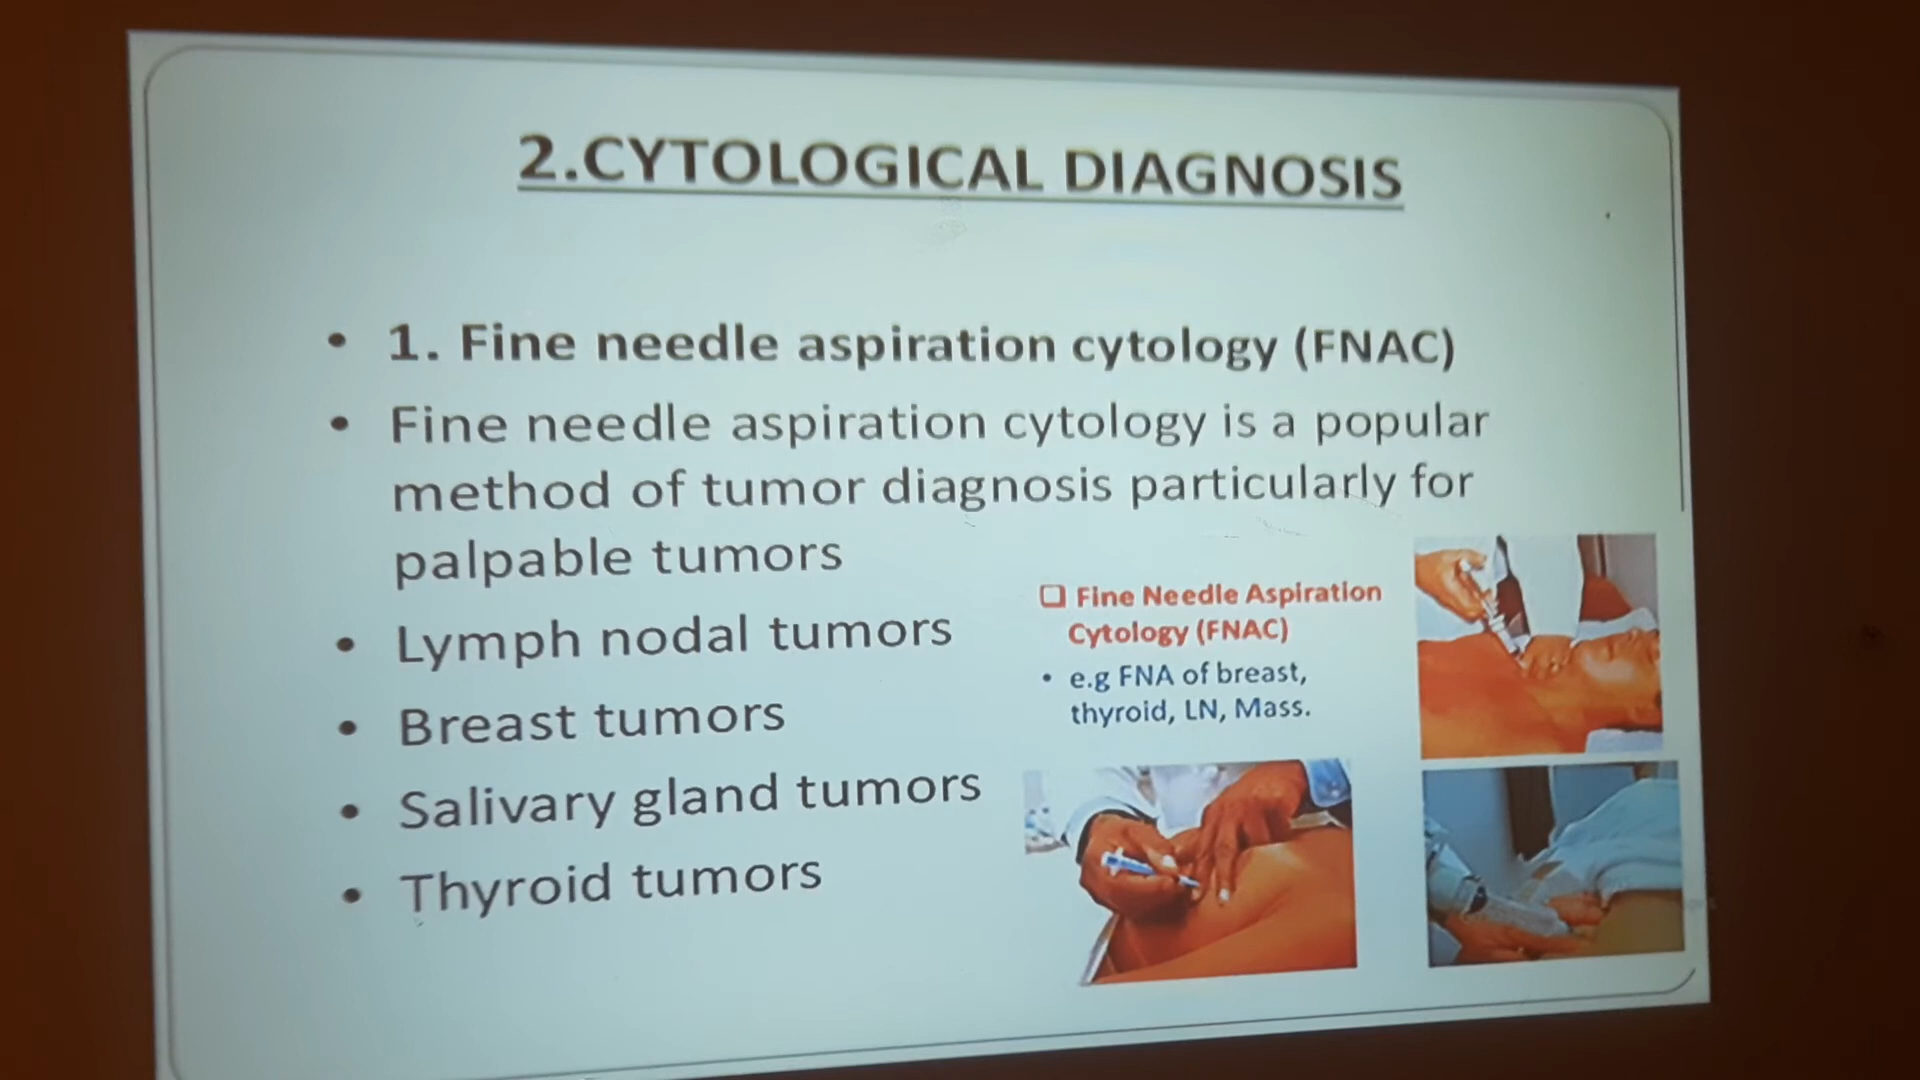 2.CYTOLOGICAL DIAGNOSIS
• 1. Fine needle aspiration cytology (FNAC)
• Fine needle aspiration cytology is a popular
method of tumor diagnosis particularly for
palpable tumors
• Lymph nodal tumors
• Breast tumors
• Salivary gland tumors
• Thyroid tumors
❑ Fine Needle Aspiration
Cytology (FNAC)
• e.g FNA of breast,
thyroid, LN, Mass.